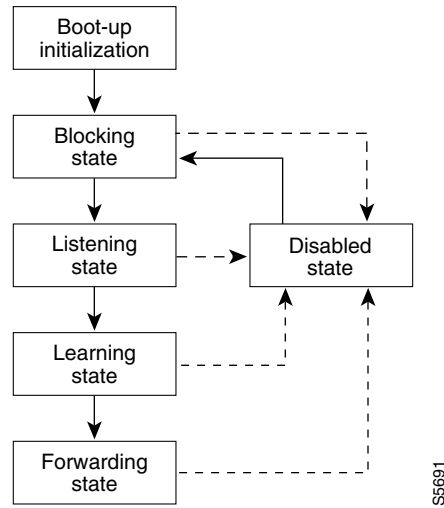 Boot-up
initialization
Blocking
state
Listening
state
Disabled
state
Learning
state
Forwarding
state
S5691